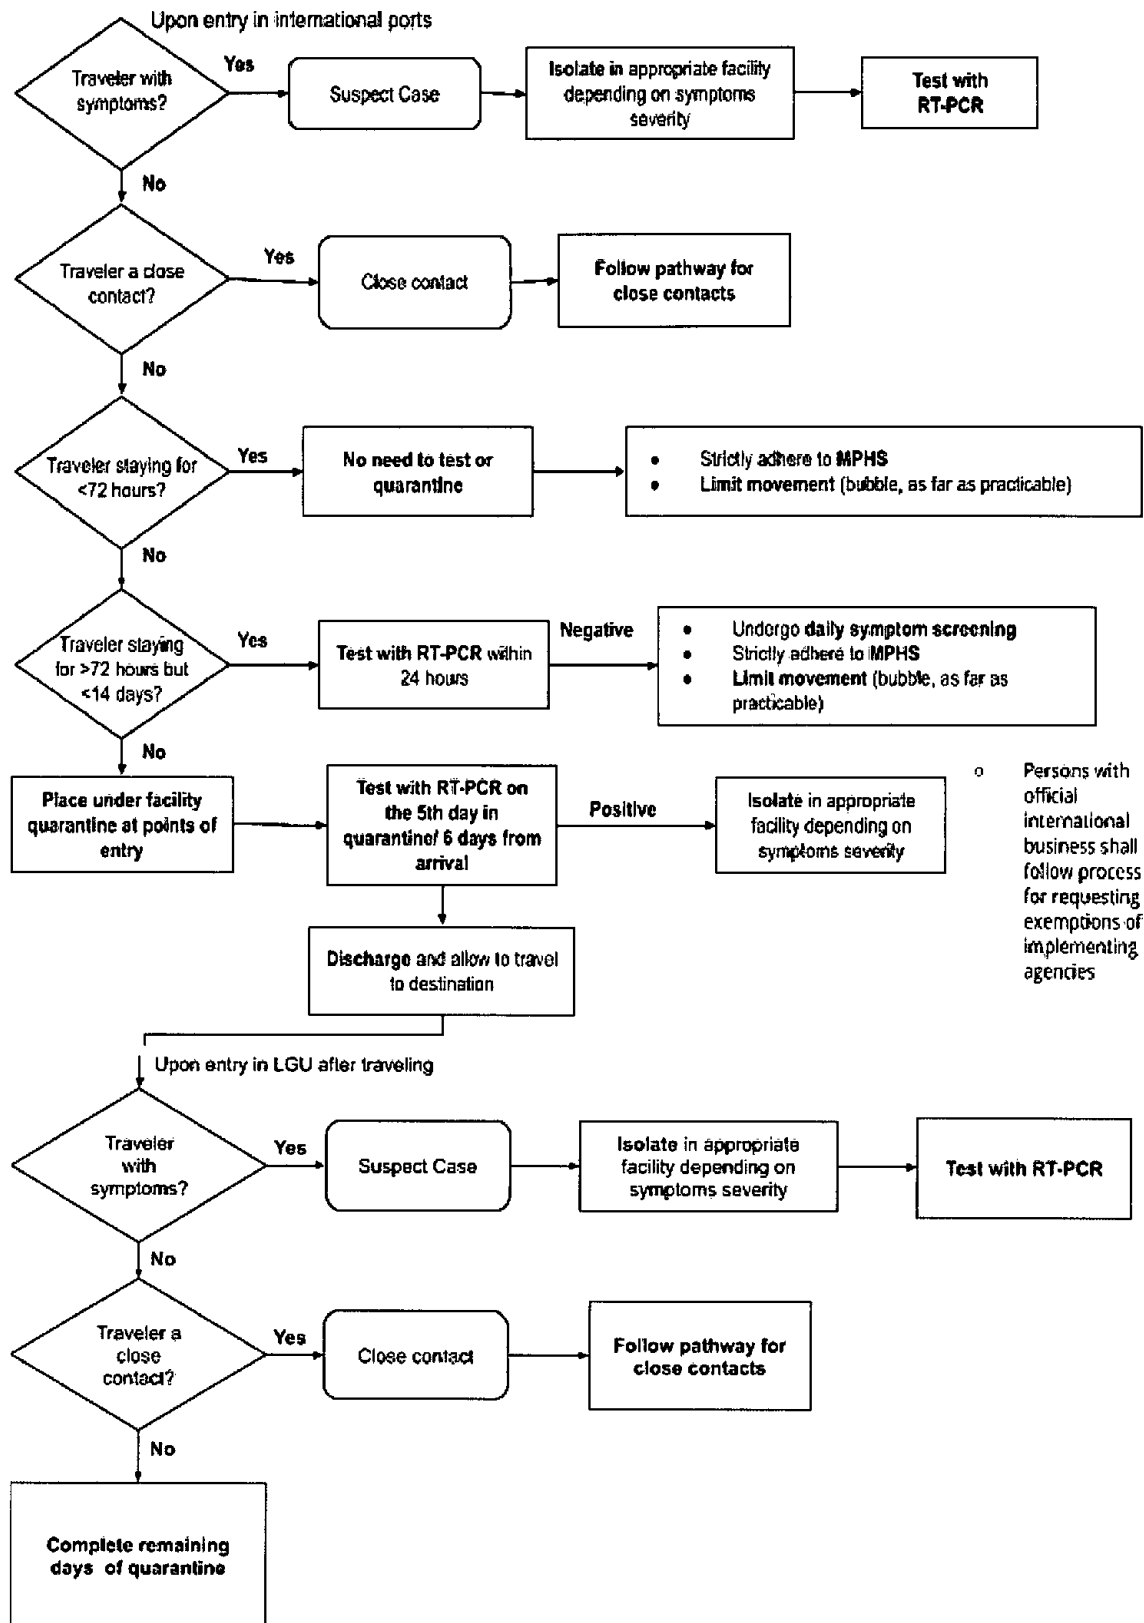 Upon entry in international ports
Traveler with
symptoms?
Yes
Suspect Case
Isolate in appropriate facility
depending on symptoms
severity
Test with
RT-PCR
No
Traveler a close
contact?
Yes
Close contact
Follow pathway for
close contacts
No
Traveler staying for
<72 hours?
Yes
No need to test or
quarantine
• Strictly adhere to MPHS
• Limit movement (bubble, as far as practicable)
No
Traveler staying
for >72 hours but
<14 days?
Yes
Test with RT-PCR within
24 hours
Negative
• Undergo daily symptom screening
• Strictly adhere to MPHS
• Limit movement (bubble, as far as
practicable)
No
Place under facility
quarantine at points of
entry
Test with RT-PCR on
the 5th day in
quarantine/ 6 days from
arrival
Positive
Isolate in appropriate
facility depending on
symptoms severity
o Persons with
official
international
business shall
follow process
for requesting
exemptions of
implementing
agencies
Discharge and allow to travel
to destination
Upon entry in LGU after traveling
Traveler
with
symptoms?
Yes
Suspect Case
Isolate in appropriate
facility depending on
symptoms severity
Test with RT-PCR
No
Traveler a
close
contact?
Yes
Close contact
Follow pathway for
close contacts
No
Complete remaining
days of quarantine